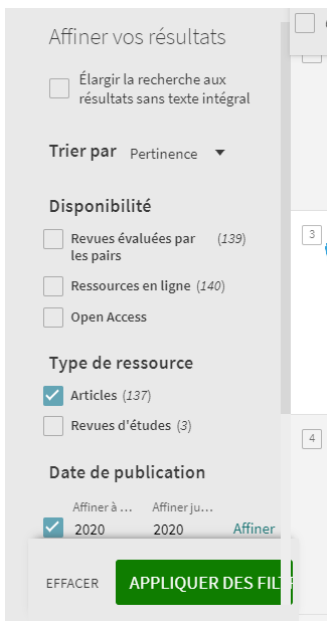 Affiner vos résultats
Élargir la recherche aux
résultats sans texte intégral
Trier par Pertinence
Disponibilité
Revues évaluées par (139)
les pairs
Ressources en ligne (140)
Open Access
Type de ressource
Articles (137)
Revues d'études (3)
Date de publication
Affiner à ... Affiner ju...
2020 2020 Affiner
EFFACER APPLIQUER DES FILT
3
4